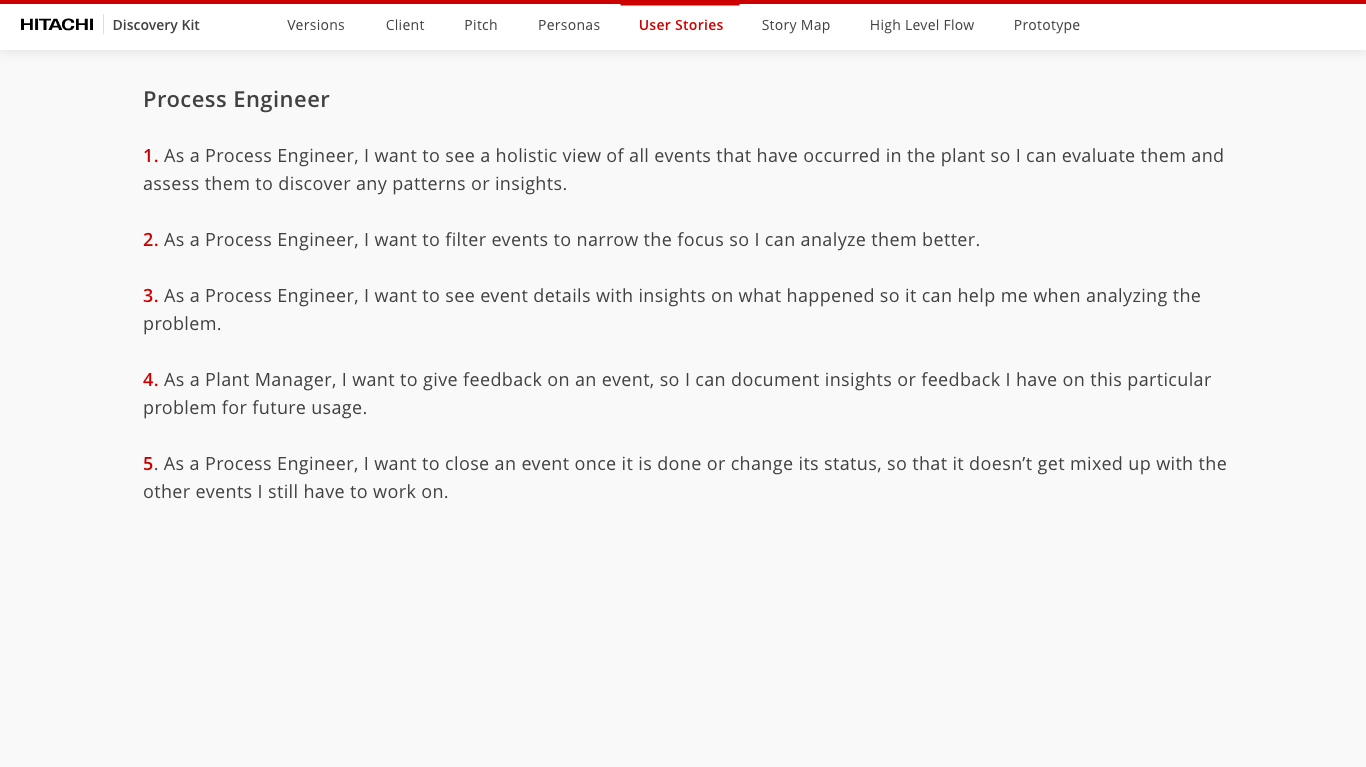 HITACHI Discovery Kit Versions Client Pitch Personas User Stories Story Map High Level Flow Prototype
Process Engineer
1. As a Process Engineer, I want to see a holistic view of all events that have occurred in the plant so I can evaluate them and
assess them to discover any patterns or insights.
2. As a Process Engineer, I want to filter events to narrow the focus so I can analyze them better.
3. As a Process Engineer, I want to see event details with insights on what happened so it can help me when analyzing the
problem.
4. As a Plant Manager, I want to give feedback on an event, so I can document insights or feedback I have on this particular
problem for future usage.
5. As a Process Engineer, I want to close an event once it is done or change its status, so that it doesn’t get mixed up with the
other events I still have to work on.